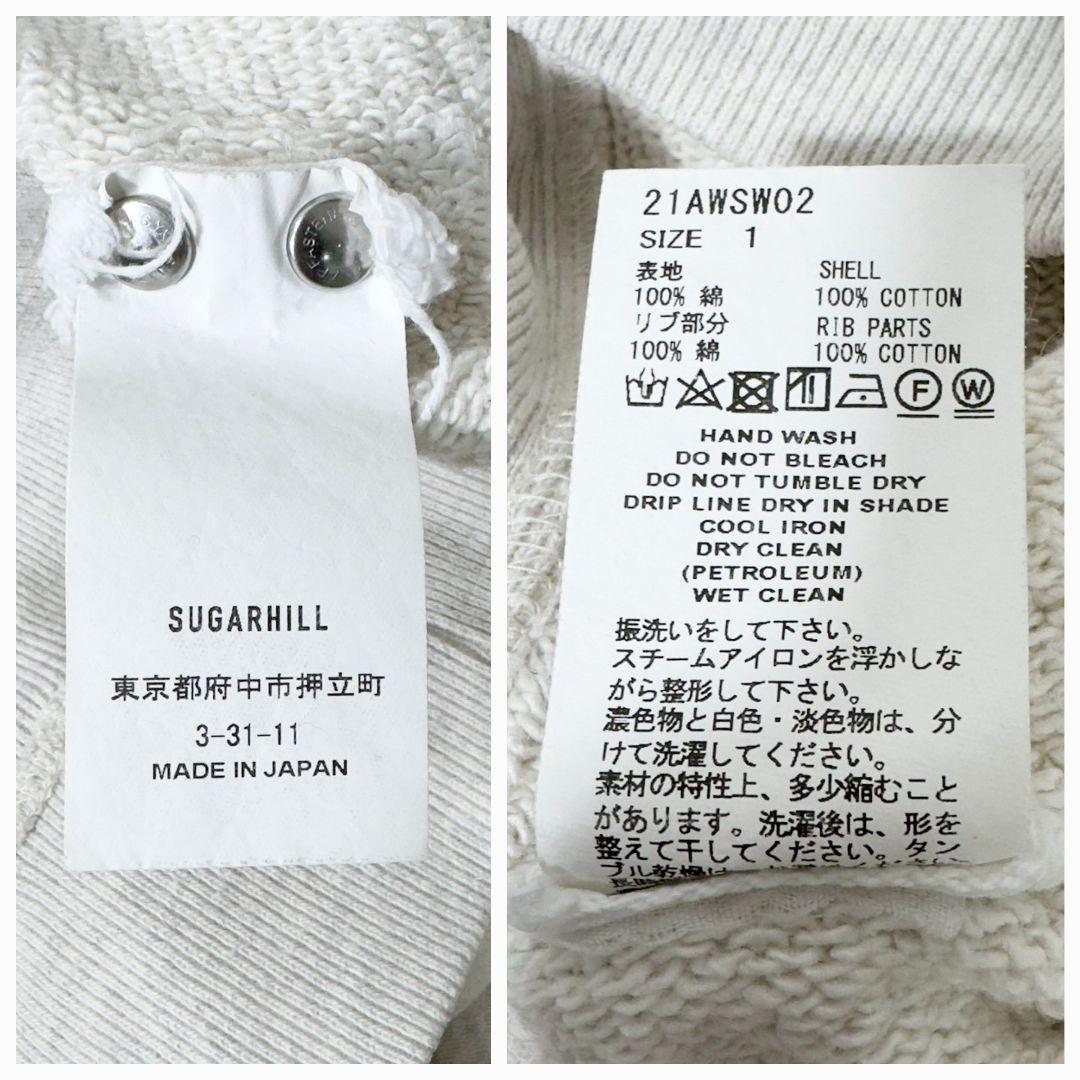 SUGARHILL
東京都府中市押立町
3-31-11
MADE IN JAPAN
21AWSW02
SIZE 1
表地 SHELL
100% 綿 100% COTTON
リブ部分 RIB PARTS
100% 綿 100% COTTON
F W
HAND WASH
DO NOT BLEACH
DO NOT TUMBLE DRY
DRIP LINE DRY IN SHADE
COOL IRON
DRY CLEAN
(PETROLEUM)
WET CLEAN
振洗いをして下さい。
スチームアイロンを浮かしな
がら整形して下さい。
濃色物と白色・淡色物は、分
けて洗濯してください。
素材の特性上、多少縮むこと
があります。洗濯後は、形を
整えて干してください。タン
ブル乾燥は